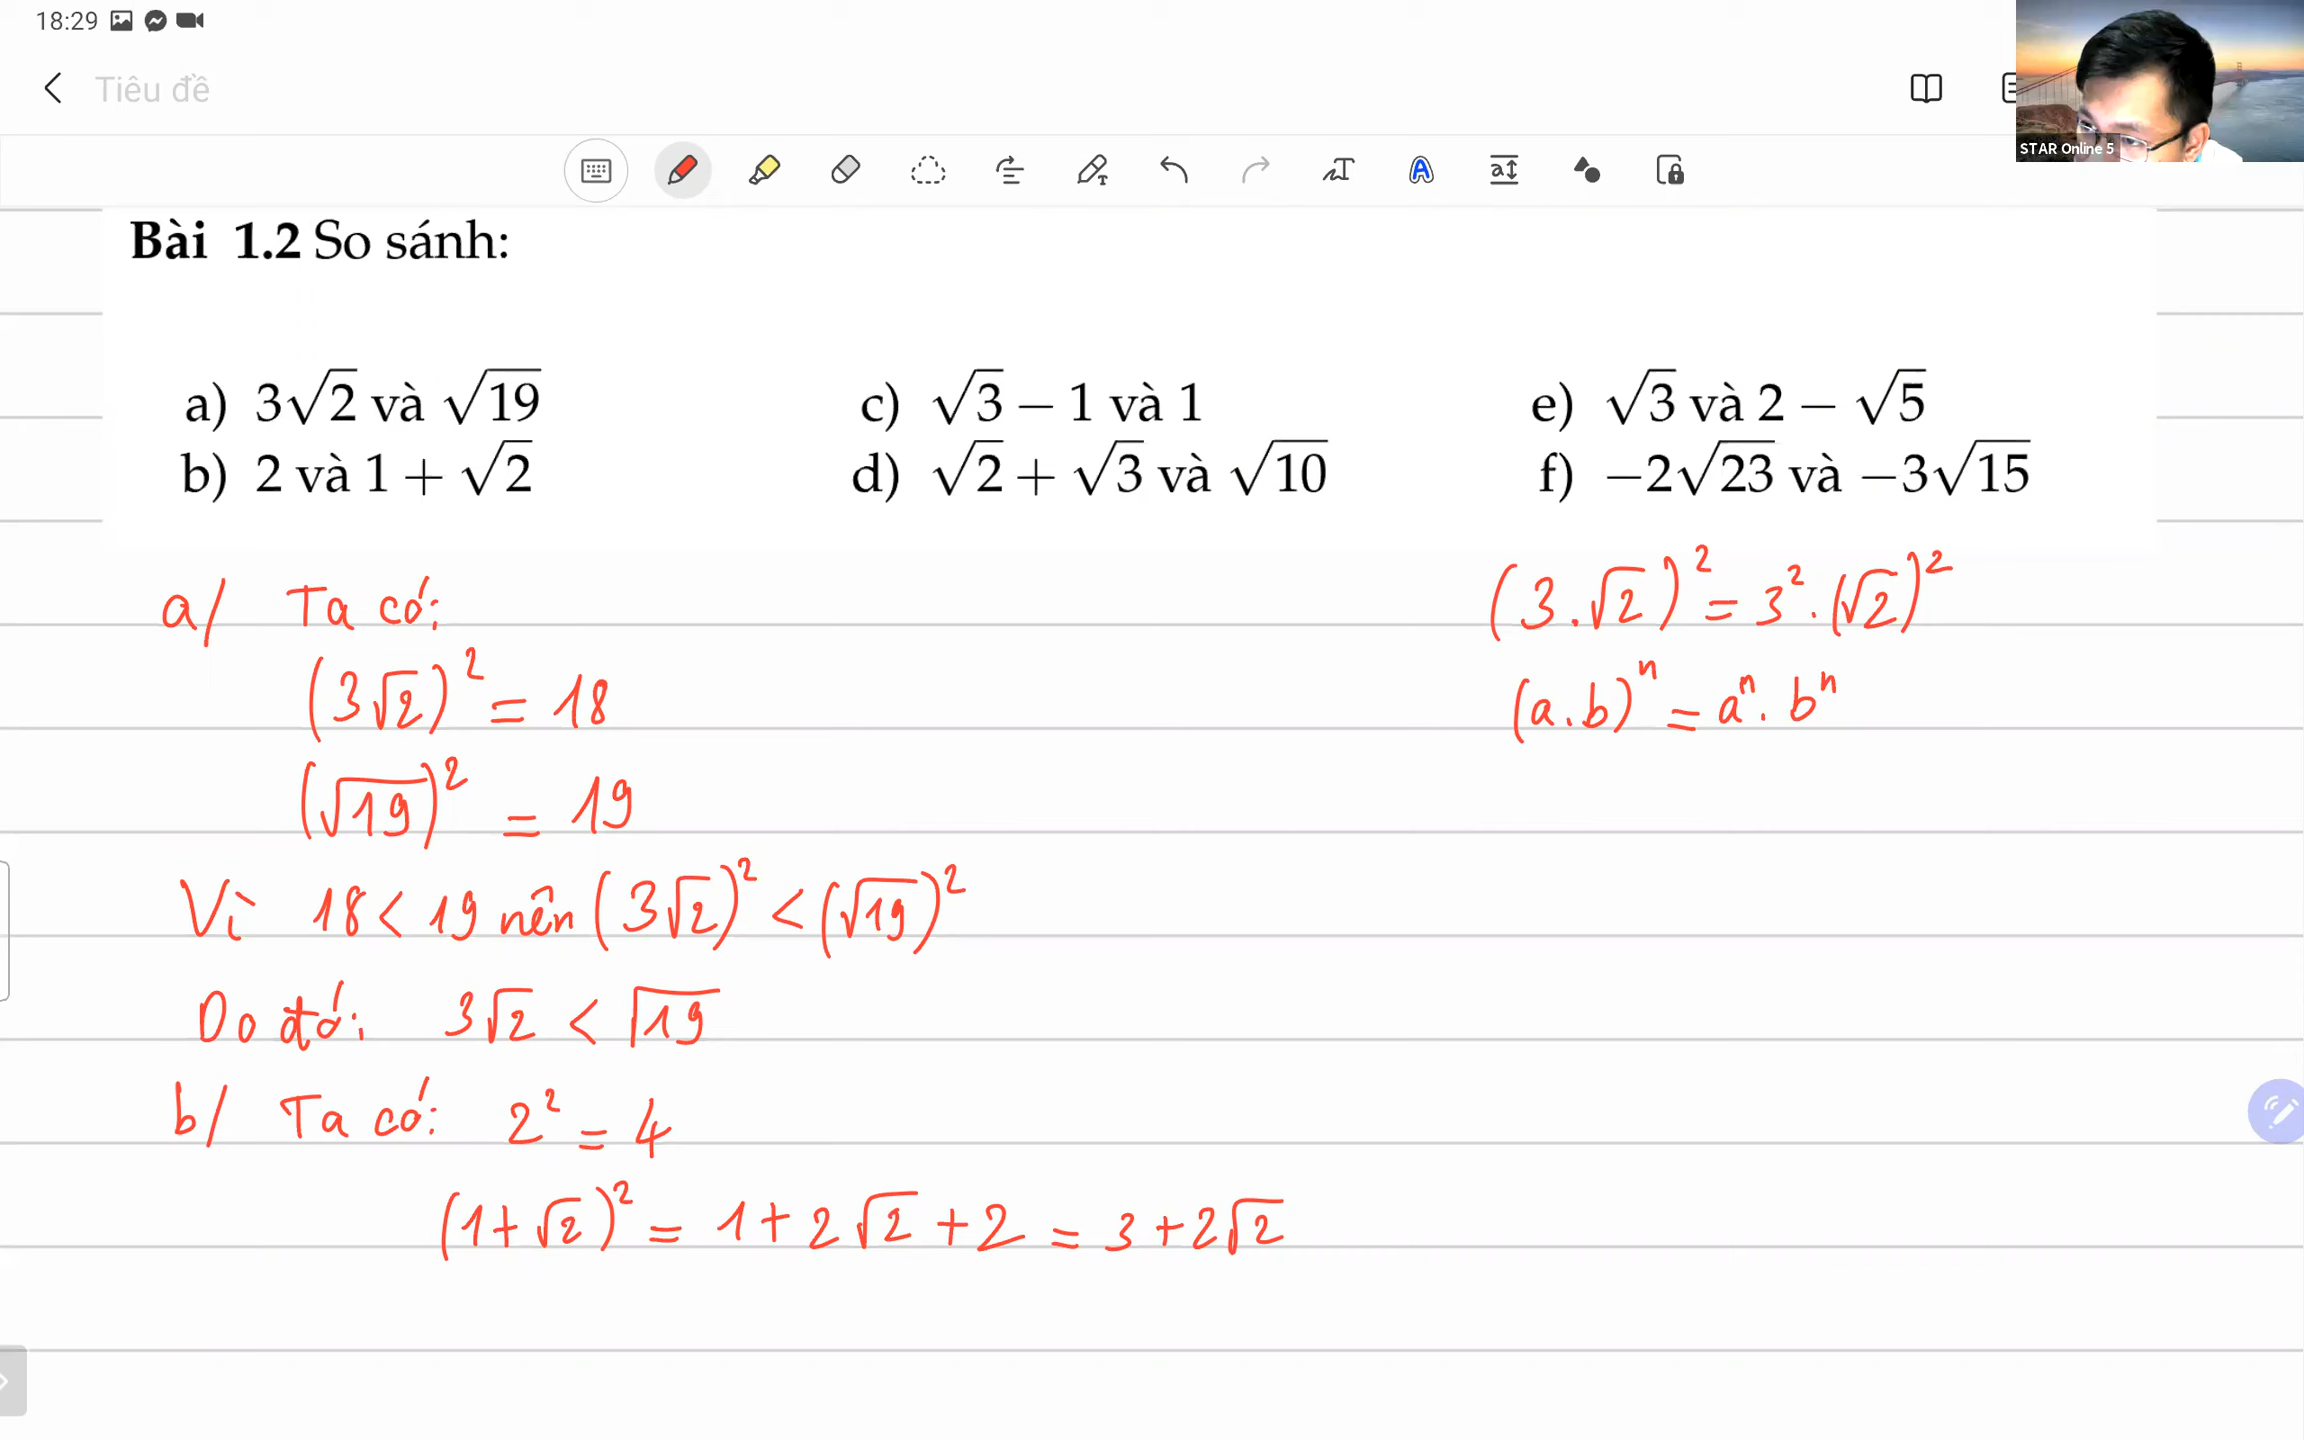 18:29
Tiêu đề
STAR Online 5
Bài 1.2 So sánh:
a) 3√2 và √19
c) √3 − 1 và 1
e) √3 và 2 − √5
b) 2 và 1 + √2
d) √2 + √3 và √10
f) −2√23 và −3√15
a/ Ta có:
(3.√2)² = 3².(√2)²
(3√2)² = 18
(a.b)ⁿ = aⁿ.bⁿ
(√19)² = 19
Vì 18 < 19 nên (3√2)² < (√19)²
Do đó: 3√2 < √19
b/ Ta có: 2² = 4
(1+√2)² = 1+2√2+2 = 3+2√2